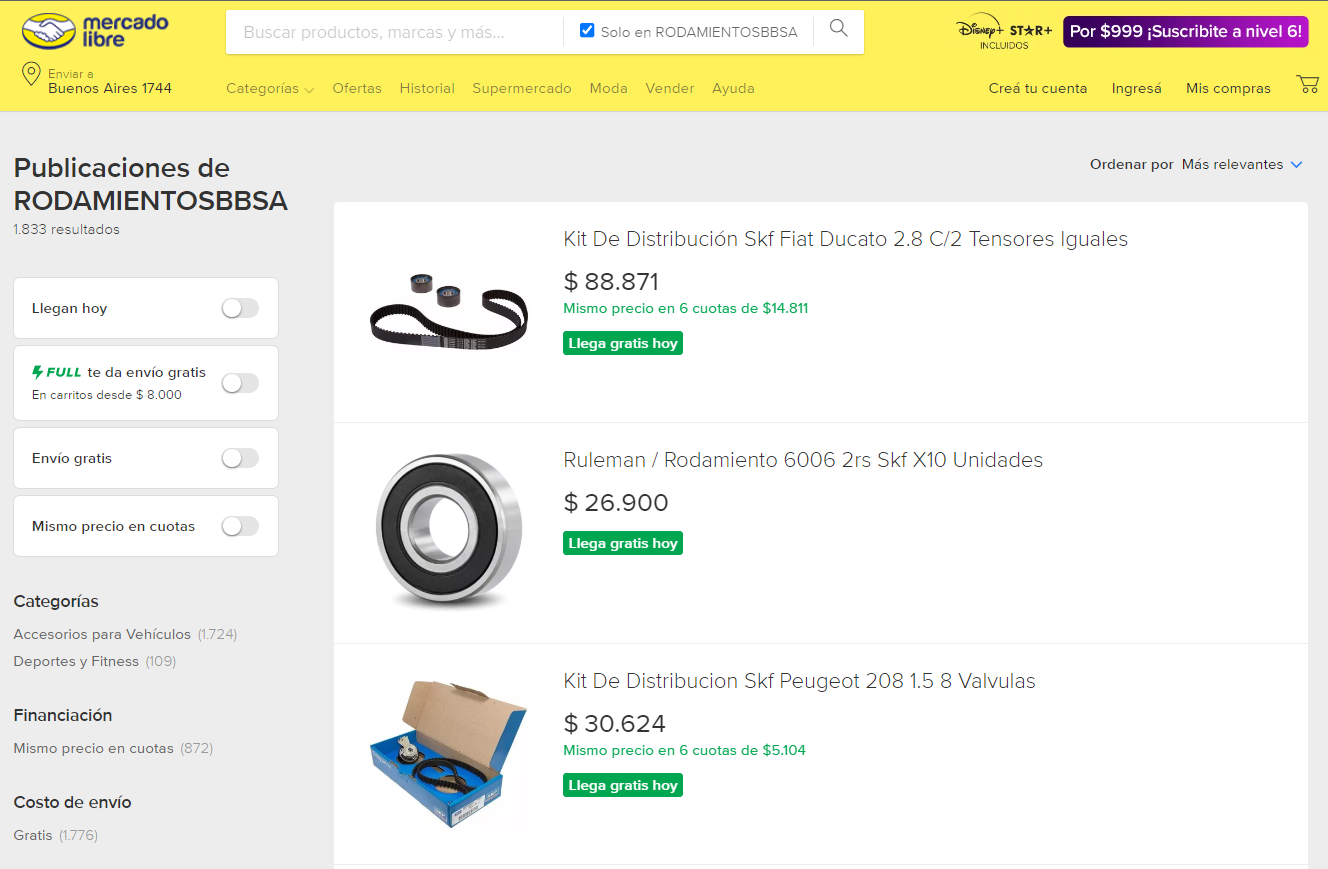 mercado
libre
Buscar productos, marcas y más...
Solo en RODAMIENTOSBBSA
Disney+ STAR+
INCLUIDOS
Por $999 ¡Suscribite a nivel 6!
Enviar a
Buenos Aires 1744
Categorías
Ofertas
Historial
Supermercado
Moda
Vender
Ayuda
Creá tu cuenta
Ingresá
Mis compras
Publicaciones de
RODAMIENTOSBBSA
1.833 resultados
Ordenar por Más relevantes
Llegan hoy
FULL te da envío gratis
En carritos desde $ 8.000
Envío gratis
Mismo precio en cuotas
Categorías
Accesorios para Vehículos (1.724)
Deportes y Fitness (109)
Financiación
Mismo precio en cuotas (872)
Costo de envío
Gratis (1.776)
Kit De Distribución Skf Fiat Ducato 2.8 C/2 Tensores Iguales
$ 88.871
Mismo precio en 6 cuotas de $14.811
Llega gratis hoy
Ruleman / Rodamiento 6006 2rs Skf X10 Unidades
$ 26.900
Llega gratis hoy
Kit De Distribucion Skf Peugeot 208 1.5 8 Valvulas
$ 30.624
Mismo precio en 6 cuotas de $5.104
Llega gratis hoy